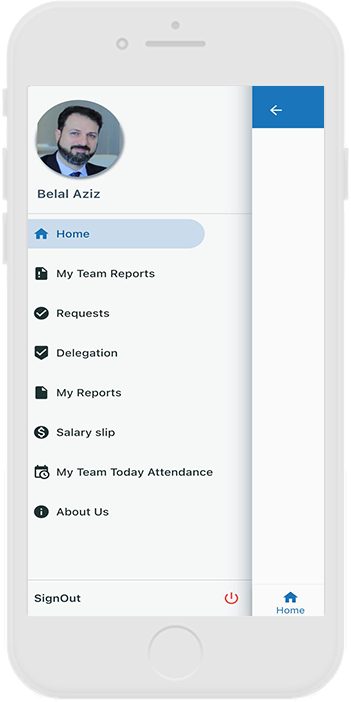 Belal Aziz
Home
My Team Reports
Requests
Delegation
My Reports
Salary slip
My Team Today Attendance
About Us
SignOut
Home